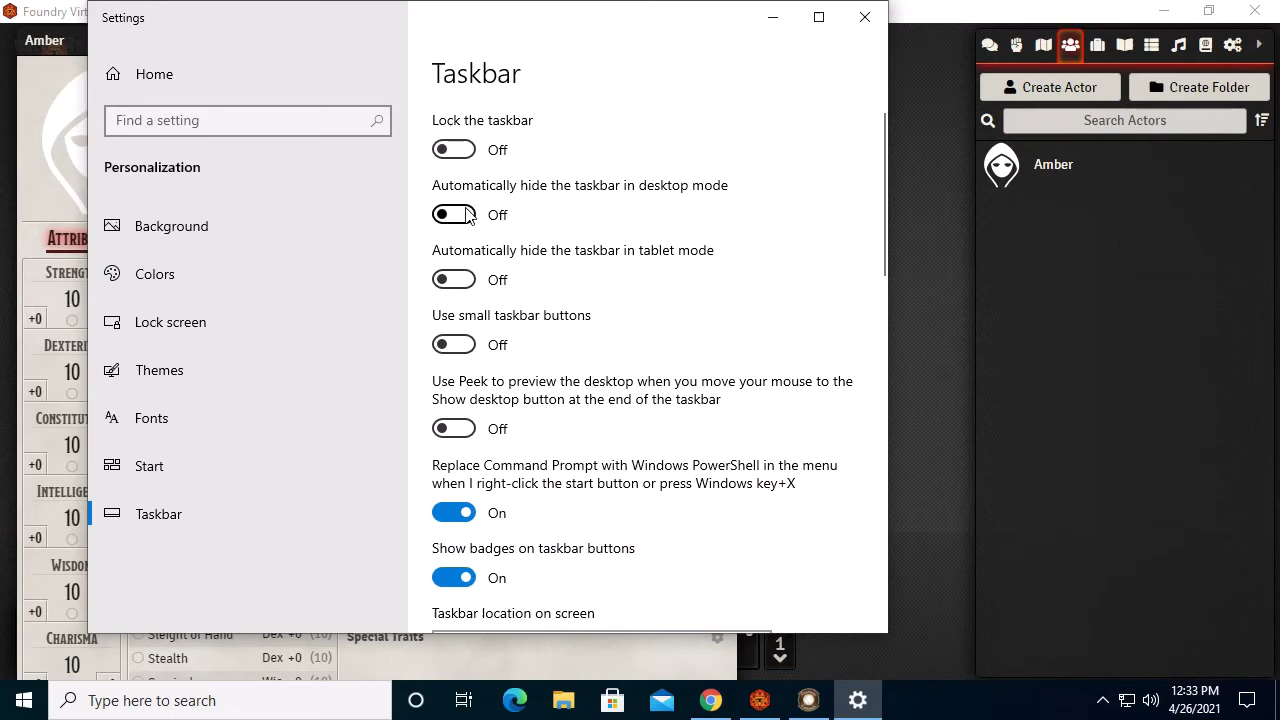 Foundry Virt
Settings
Amber
Home
Find a setting
Personalization
Background
Colors
Lock screen
Themes
Fonts
Start
Taskbar
Taskbar
Lock the taskbar
Off
Automatically hide the taskbar in desktop mode
Off
Automatically hide the taskbar in tablet mode
Off
Use small taskbar buttons
Off
Use Peek to preview the desktop when you move your mouse to the
Show desktop button at the end of the taskbar
Off
Replace Command Prompt with Windows PowerShell in the menu
when I right-click the start button or press Windows key+X
On
Show badges on taskbar buttons
On
Taskbar location on screen
Attrib
Strengt
10
+0
Dexteri
10
+0
Constitut
10
+0
Intellig
10
+0
Wisdo
10
+0
Charisma
10
Sleight of Hand Dex +0 (10)
Stealth Dex +0 (10)
Special Traits
1
Create Actor
Create Folder
Search Actors
Amber
Type here to search
12:33 PM
4/26/2021